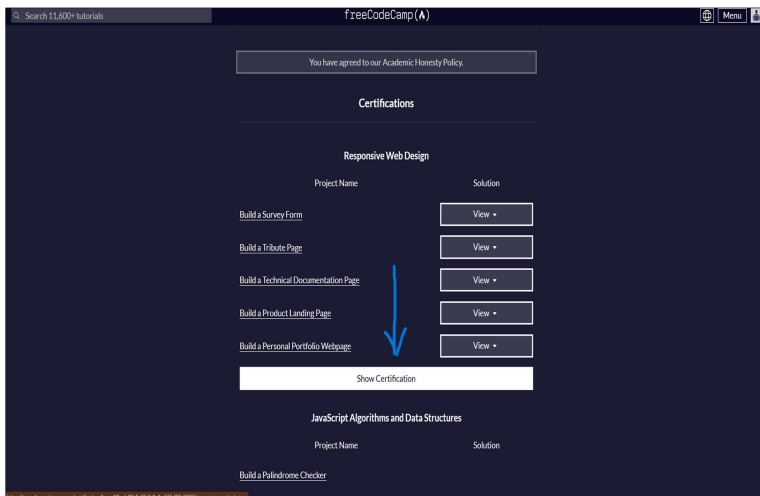 Search 11,600+ tutorials
freeCodeCamp(🔥)
Menu
You have agreed to our Academic Honesty Policy.
Certifications
Responsive Web Design
Project Name Solution
Build a Survey Form View
Build a Tribute Page View
Build a Technical Documentation Page View
Build a Product Landing Page View
Build a Personal Portfolio Webpage View
Show Certification
JavaScript Algorithms and Data Structures
Project Name Solution
Build a Palindrome Checker